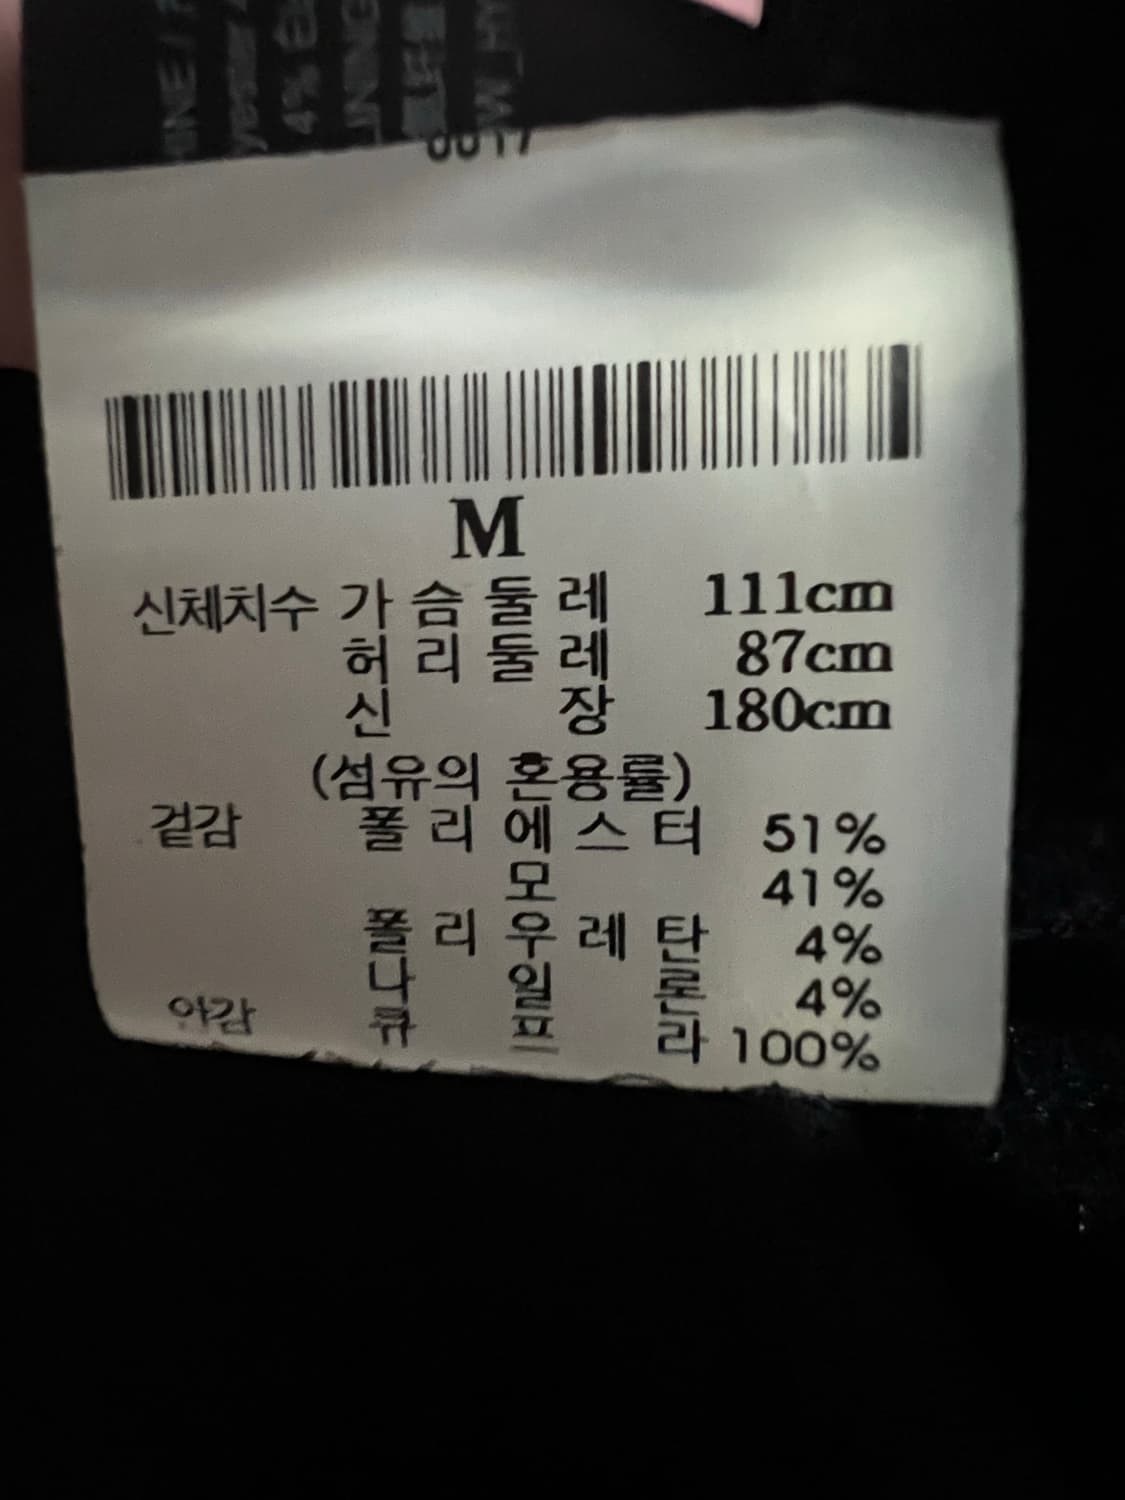 4%
0017
M
신체치수 가슴둘레 111cm
허리둘레 87cm
신장 180cm
(섬유의 혼용률)
겉감 폴리에스터 51%
모 41%
폴리우레탄 4%
나일론 4%
안감 큐프라 100%